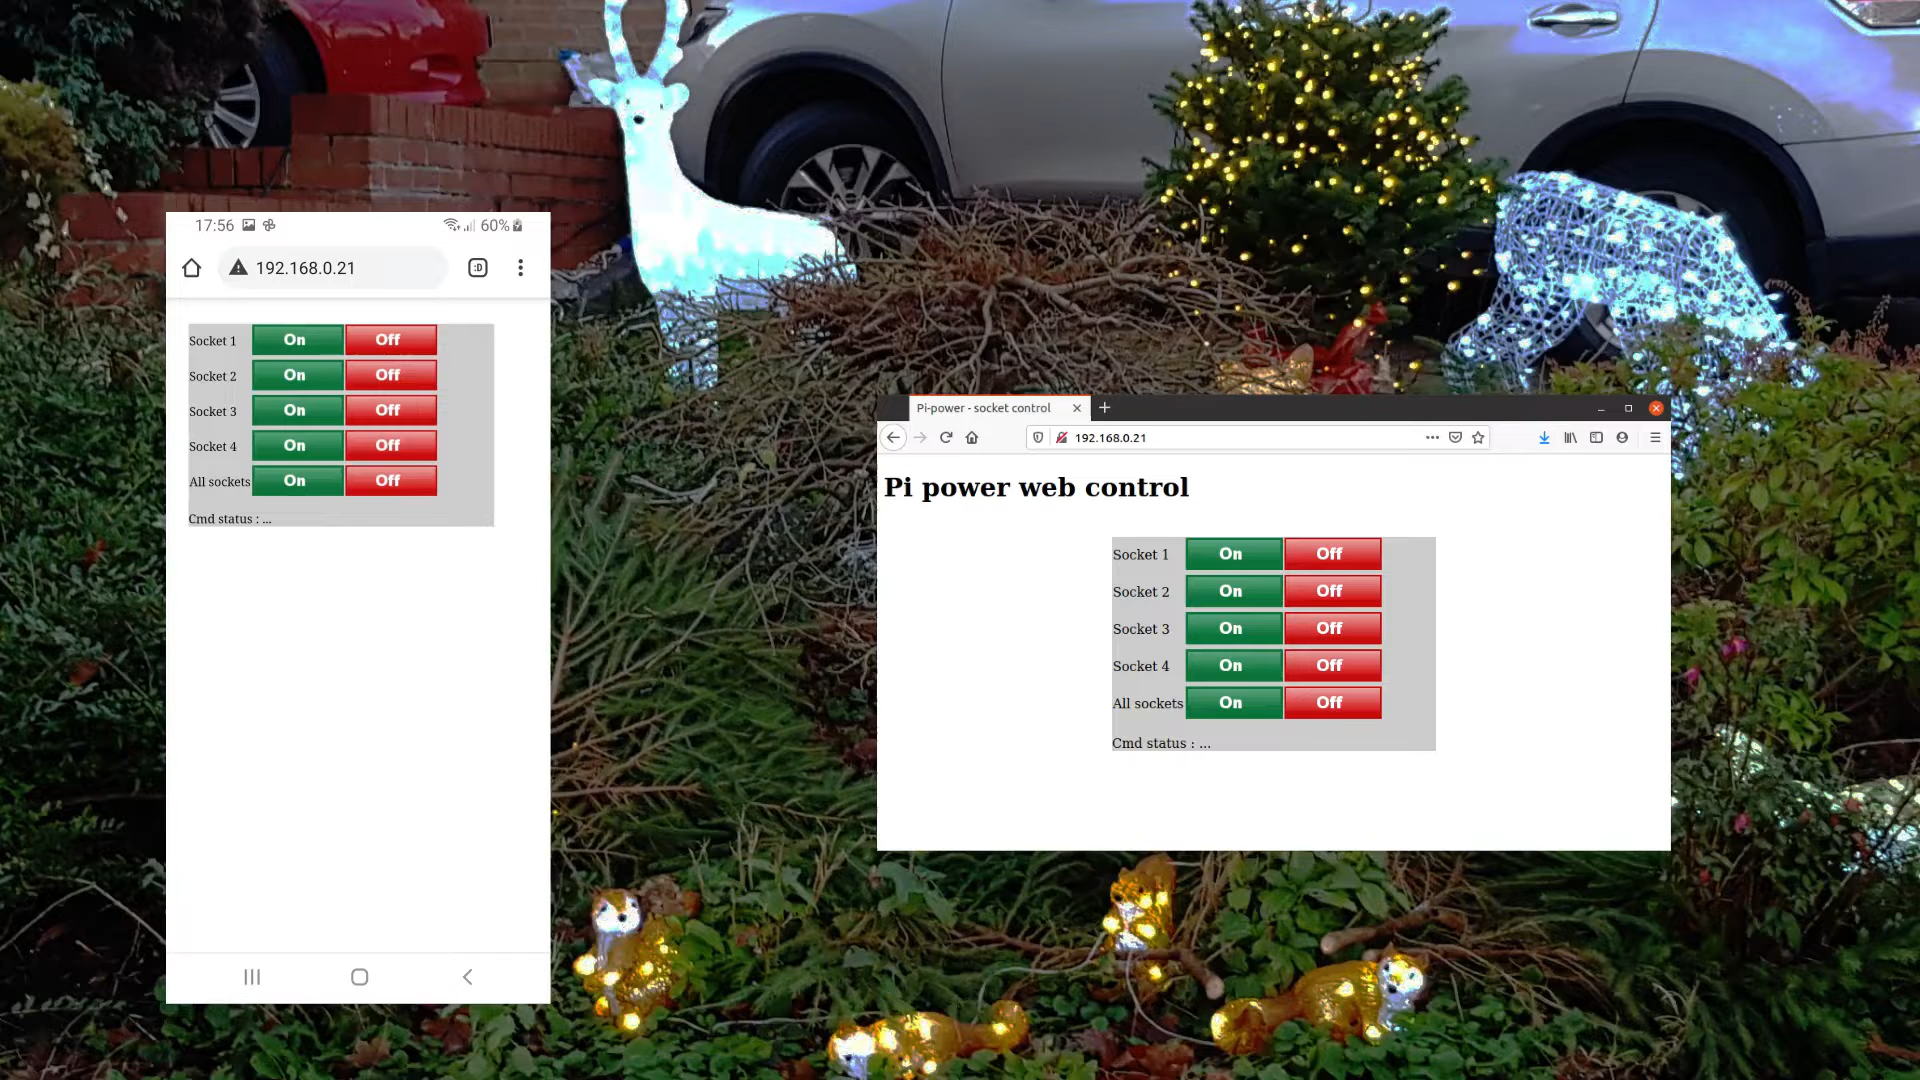 17:56
60%
192.168.0.21
:D
Socket 1 On Off
Socket 2 On Off
Socket 3 On Off
Socket 4 On Off
All sockets On Off
Cmd status : ...
Pi-power - socket control
192.168.0.21
Pi power web control
Socket 1 On Off
Socket 2 On Off
Socket 3 On Off
Socket 4 On Off
All sockets On Off
Cmd status : ...